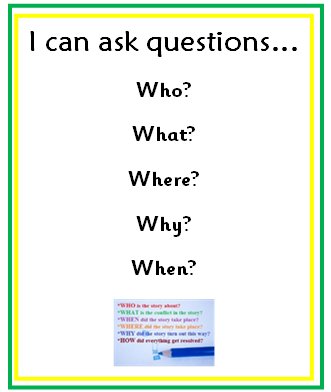 I can ask questions...
Who?
What?
Where?
Why?
When?
*WHO is the story about?
*WHAT is the conflict in the story?
*WHEN did the story take place?
*WHERE did the story take place?
*WHY did the story turn out this way?
*HOW did everything get resolved?